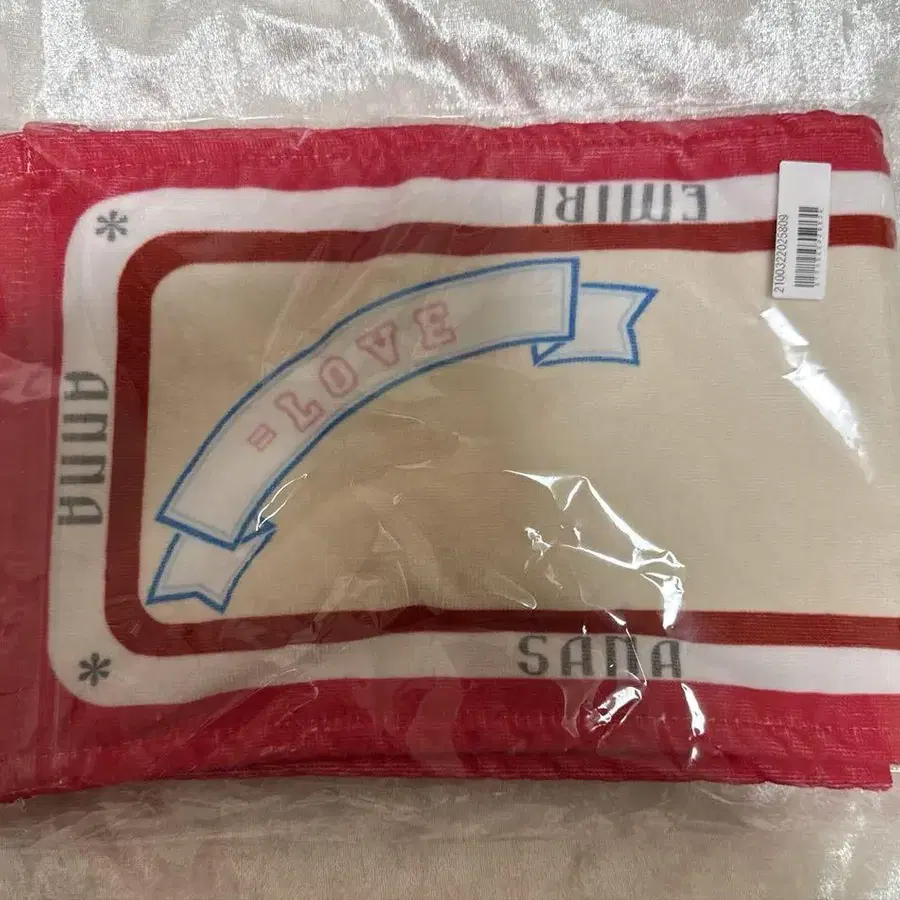 EMIRI
*
2100322025809
=LOVE
ANNA
SANA
*